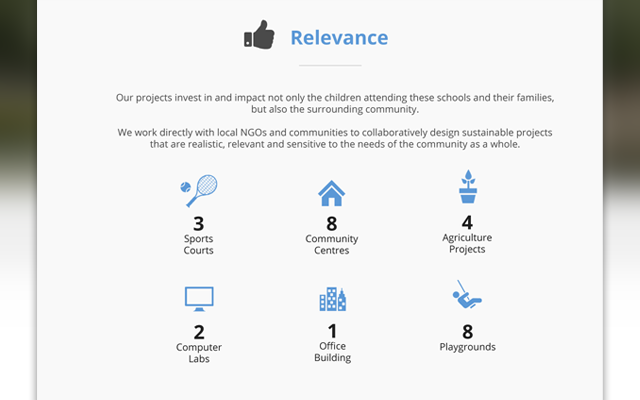 Relevance
Our projects invest in and impact not only the children attending these schools and their families,
but also the surrounding community.
We work directly with local NGOs and communities to collaboratively design sustainable projects
that are realistic, relevant and sensitive to the needs of the community as a whole.
3
Sports
Courts
8
Community
Centres
4
Agriculture
Projects
2
Computer
Labs
1
Office
Building
8
Playgrounds